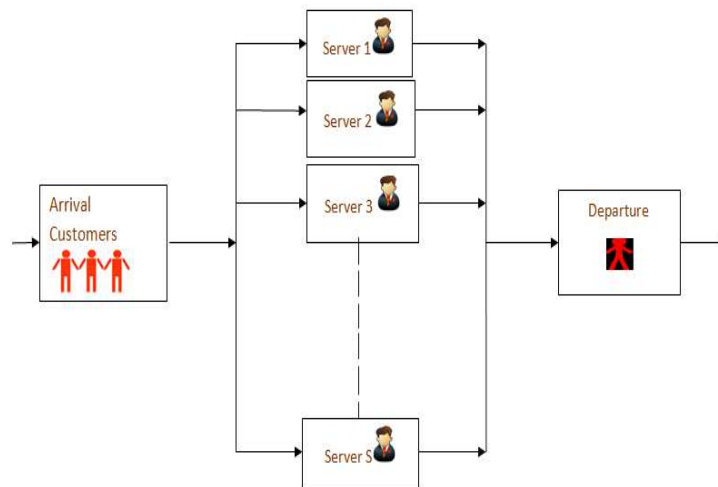 Server 1
Server 2
Server 3
Arrival
Customers
Departure
Server S